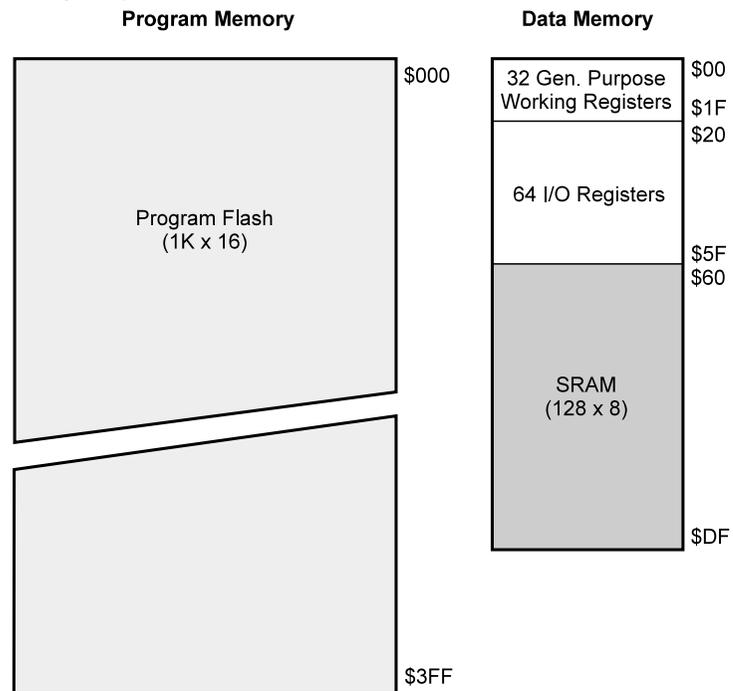 Program Memory
$000
Program Flash
(1K x 16)
$3FF
Data Memory
32 Gen. Purpose
Working Registers
$00
$1F
$20
64 I/O Registers
$5F
$60
SRAM
(128 x 8)
$DF